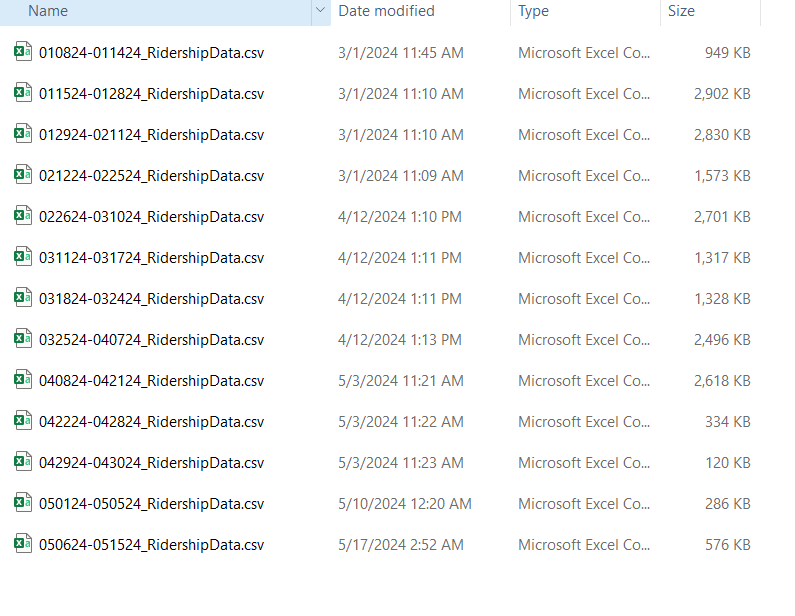 Name Date modified Type Size
010824-011424_RidershipData.csv 3/1/2024 11:45 AM Microsoft Excel Co... 949 KB
011524-012824_RidershipData.csv 3/1/2024 11:10 AM Microsoft Excel Co... 2,902 KB
012924-021124_RidershipData.csv 3/1/2024 11:10 AM Microsoft Excel Co... 2,830 KB
021224-022524_RidershipData.csv 3/1/2024 11:09 AM Microsoft Excel Co... 1,573 KB
022624-031024_RidershipData.csv 4/12/2024 1:10 PM Microsoft Excel Co... 2,701 KB
031124-031724_RidershipData.csv 4/12/2024 1:11 PM Microsoft Excel Co... 1,317 KB
031824-032424_RidershipData.csv 4/12/2024 1:11 PM Microsoft Excel Co... 1,328 KB
032524-040724_RidershipData.csv 4/12/2024 1:13 PM Microsoft Excel Co... 2,496 KB
040824-042124_RidershipData.csv 5/3/2024 11:21 AM Microsoft Excel Co... 2,618 KB
042224-042824_RidershipData.csv 5/3/2024 11:22 AM Microsoft Excel Co... 334 KB
042924-043024_RidershipData.csv 5/3/2024 11:23 AM Microsoft Excel Co... 120 KB
050124-050524_RidershipData.csv 5/10/2024 12:20 AM Microsoft Excel Co... 286 KB
050624-051524_RidershipData.csv 5/17/2024 2:52 AM Microsoft Excel Co... 576 KB